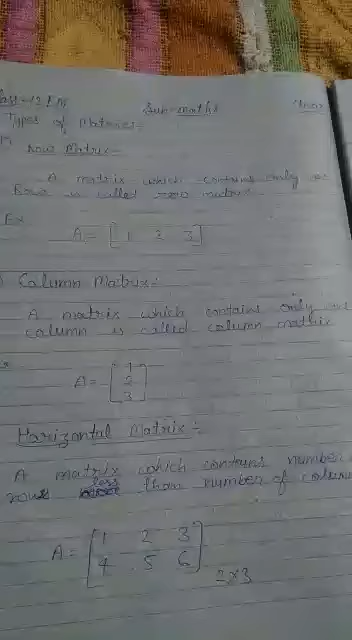 Class-12
Sub-maths
Types of Matrices:-
Row Matrix:-
A matrix which contains only
Row is called row matrix
Ex
A = [ 1 2 3 ]
Column Matrix:-
A matrix which contains only one
column is called column matrix
A = [ 1
2
3 ]
Horizontal Matrix:-
A matrix which contains number
rows less than number of column
A = [ 1 2 3
4 5 6 ] 2×3